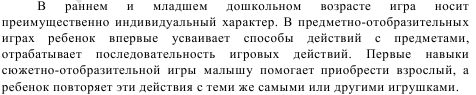 В раннем и младшем дошкольном возрасте игра носит
преимущественно индивидуальный характер. В предметно-отобразительных
играх ребенок впервые усваивает способы действий с предметами,
отрабатывает последовательность игровых действий. Первые навыки
сюжетно-отобразительной игры малышу помогает приобрести взрослый, а
ребенок повторяет эти действия с теми же самыми или другими игрушками.